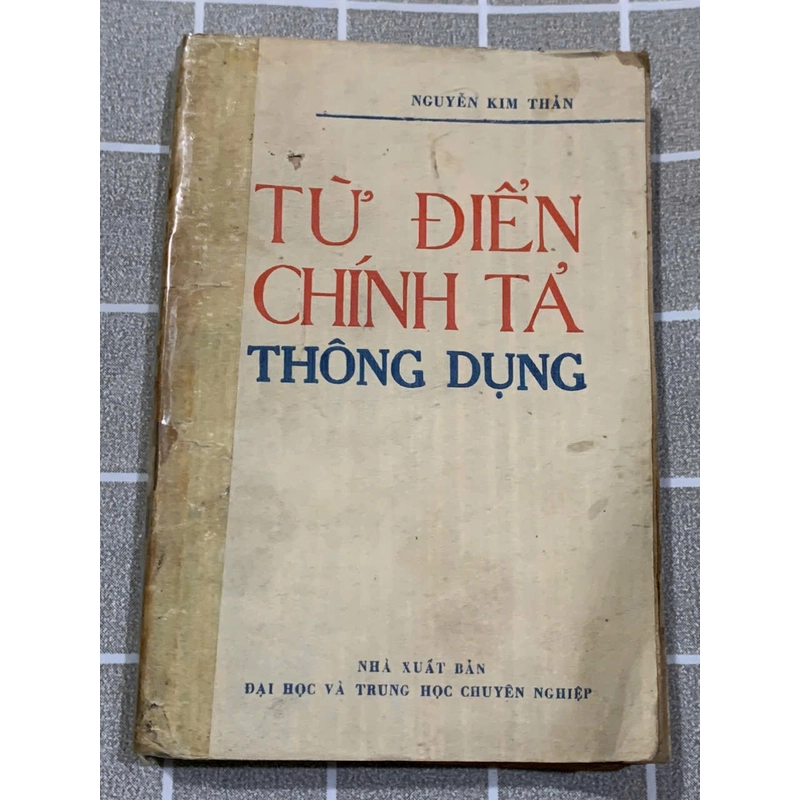 NGUYỄN KIM THẢN
TỪ ĐIỂN
CHÍNH TẢ
THÔNG DỤNG
NHÀ XUẤT BẢN
ĐẠI HỌC VÀ TRUNG HỌC CHUYÊN NGHIỆP